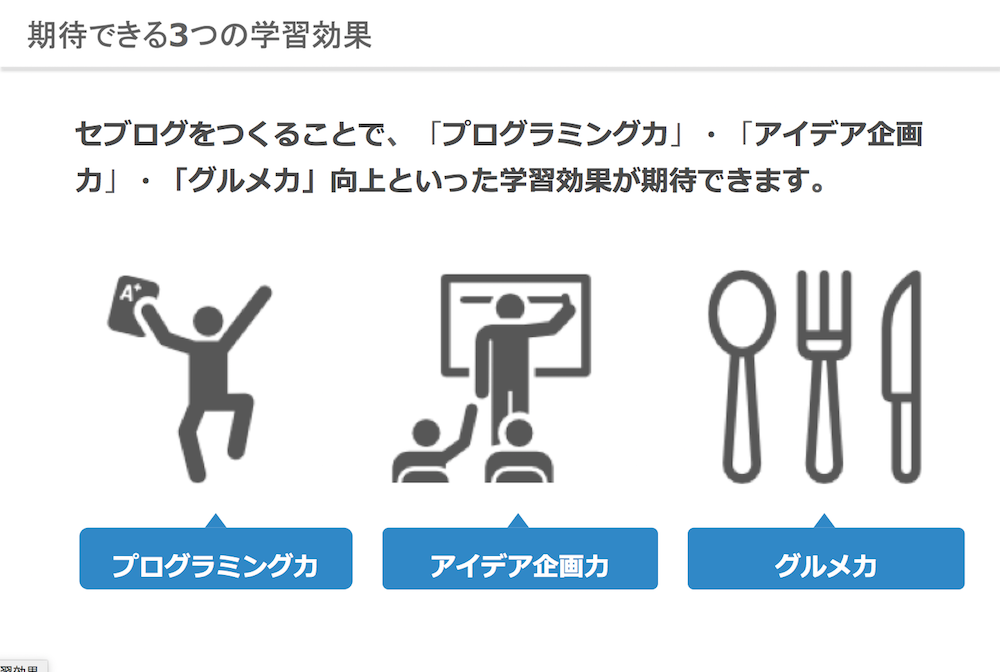 期待できる3つの学習効果
セブログをつくることで、「プログラミング力」・「アイデア企画
力」・「グルメ力」向上といった学習効果が期待できます。
A+
プログラミング力
アイデア企画力
グルメ力
習効果